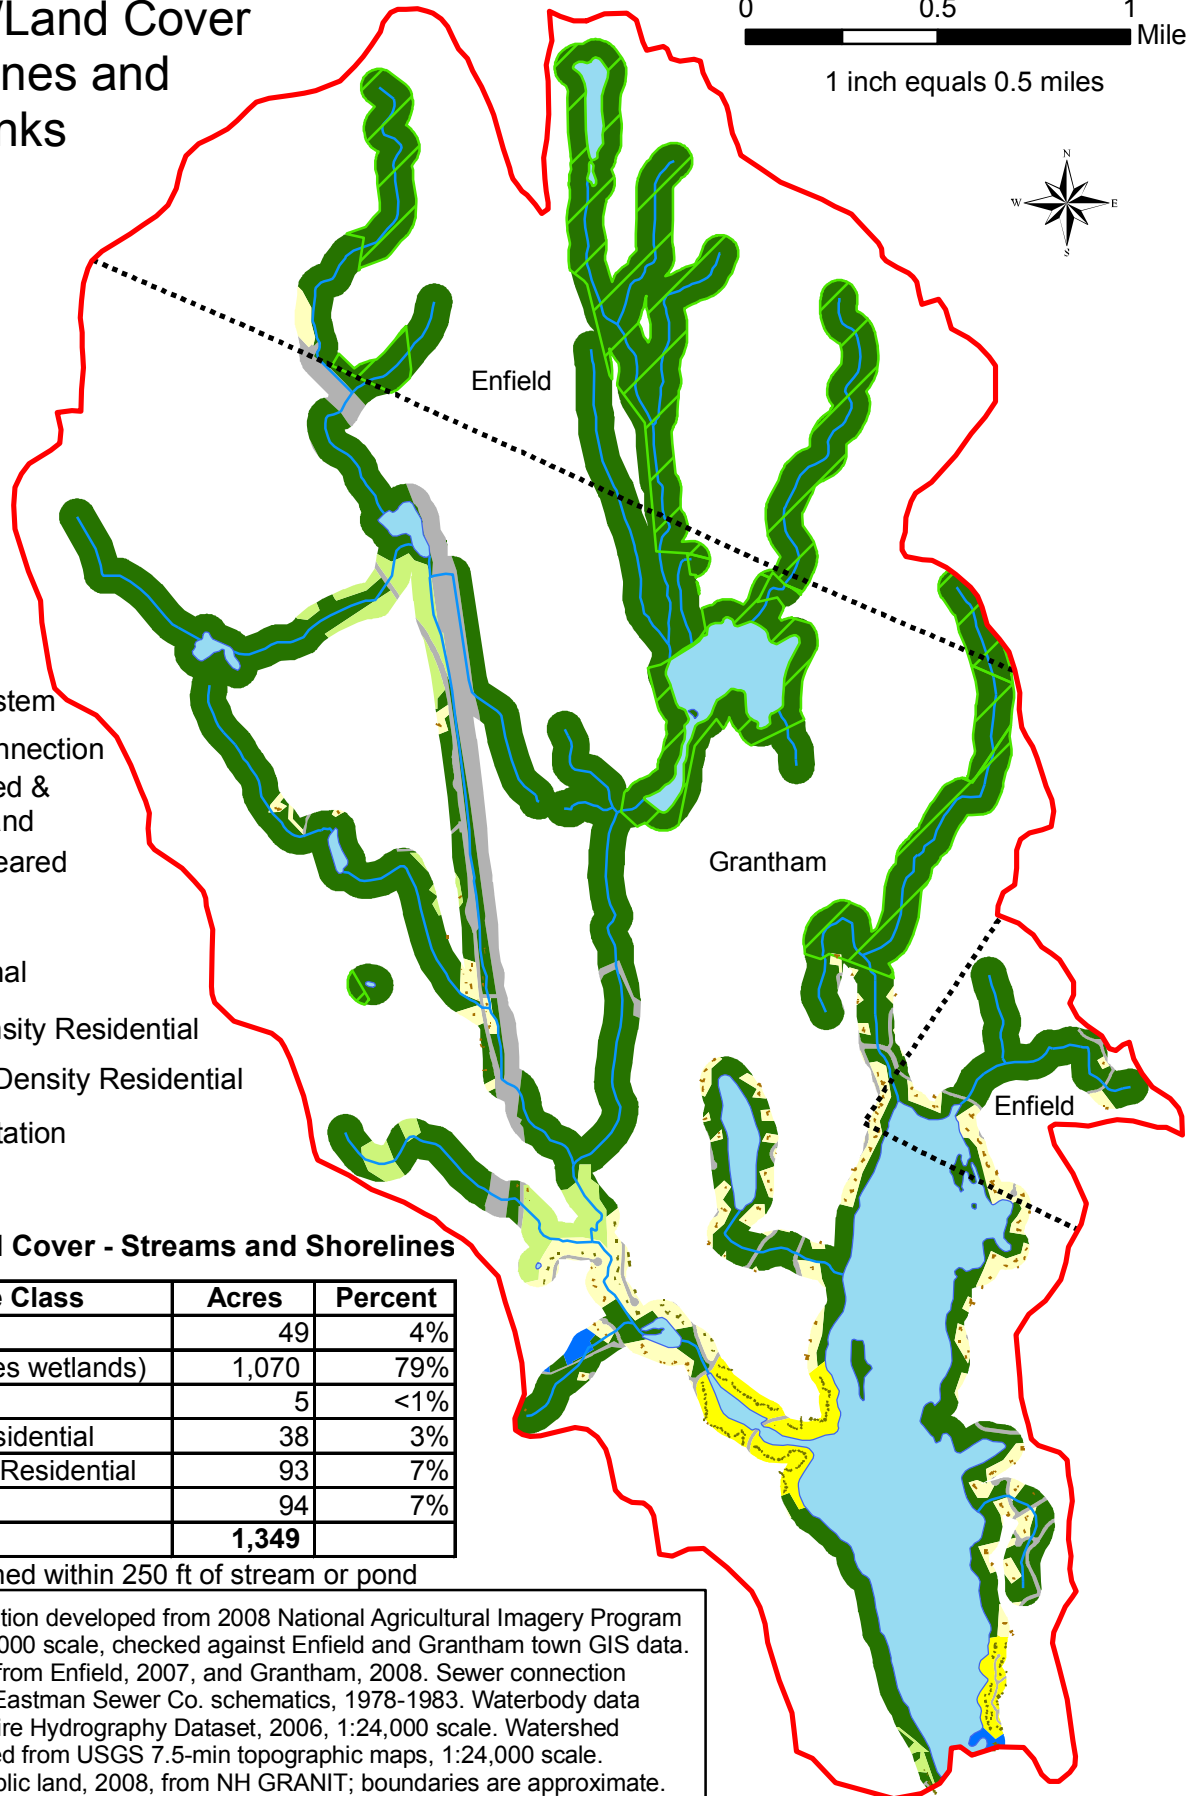 /Land Cover
nes and
nks
0 0.5 1
Mile
1 inch equals 0.5 miles
N
W E
S
Enfield
stem
nnection
ed &
and
eared
Grantham
nal
nsity Residential
Density Residential
Enfield
tation
l Cover - Streams and Shorelines
e Class Acres Percent
49 4%
es wetlands) 1,070 79%
5 <1%
sidential 38 3%
Residential 93 7%
94 7%
1,349
ned within 250 ft of stream or pond
tion developed from 2008 National Agricultural Imagery Program
000 scale, checked against Enfield and Grantham town GIS data.
from Enfield, 2007, and Grantham, 2008. Sewer connection
Eastman Sewer Co. schematics, 1978-1983. Waterbody data
ire Hydrography Dataset, 2006, 1:24,000 scale. Watershed
ed from USGS 7.5-min topographic maps, 1:24,000 scale.
blic land, 2008, from NH GRANIT; boundaries are approximate.